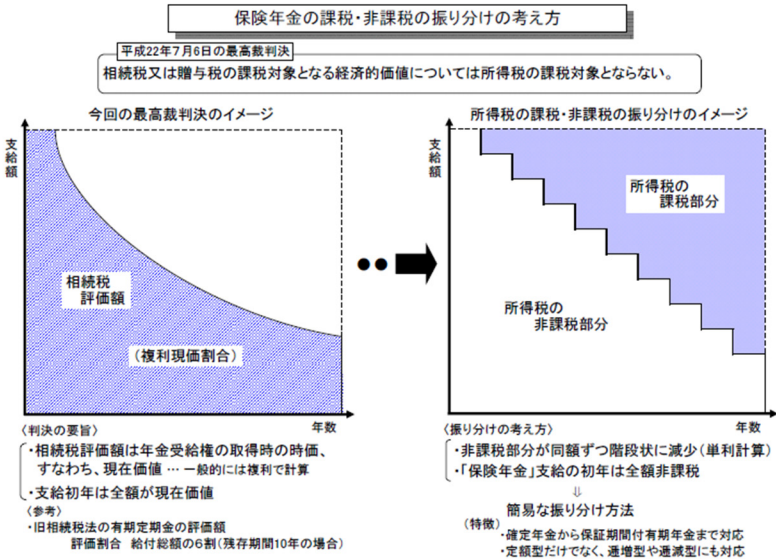 保険年金の課税・非課税の振り分けの考え方
平成22年7月6日の最高裁判決
相続税又は贈与税の課税対象となる経済的価値については所得税の課税対象とならない。
今回の最高裁判決のイメージ
支給額
相続税
評価額
(複利現価割合)
年数
〈判決の要旨〉
・相続税評価額は年金受給権の取得時の時価、
すなわち、現在価値 … 一般的には複利で計算
・支給初年は全額が現在価値
〈参考〉
・旧相続税法の有期定期金の評価額
評価割合 給付総額の6割(残存期間10年の場合)
所得税の課税・非課税の振り分けのイメージ
支給額
所得税の
課税部分
所得税の
非課税部分
年数
〈振り分けの考え方〉
・非課税部分が同額ずつ階段状に減少(単利計算)
・「保険年金」支給の初年は全額非課税
⇓
簡易な振り分け方法
(特徴)
・確定年金から保証期間付有期年金まで対応
・定額型だけでなく、逓増型や逓減型にも対応